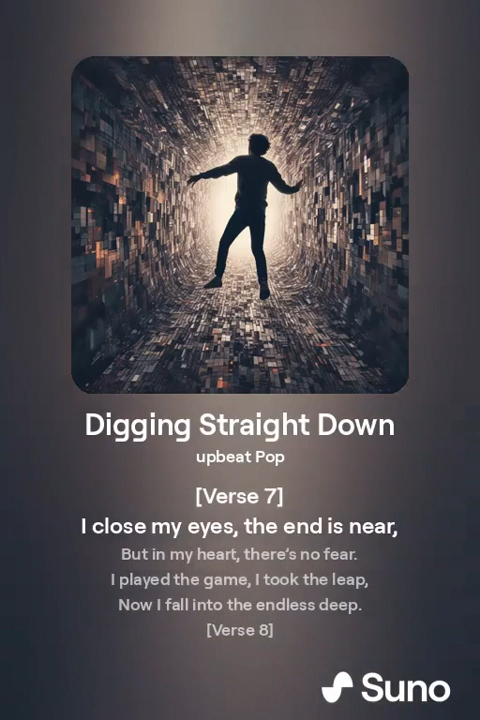 Digging Straight Down
upbeat Pop
[Verse 7]
I close my eyes, the end is near,
But in my heart, there’s no fear.
I played the game, I took the leap,
Now I fall into the endless deep.
[Verse 8]
Suno